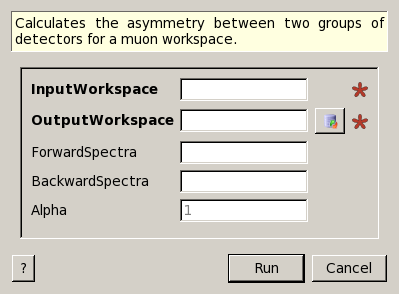 Calculates the asymmetry between two groups of
detectors for a muon workspace.
InputWorkspace *
OutputWorkspace *
ForwardSpectra
BackwardSpectra
Alpha 1
? Run Cancel